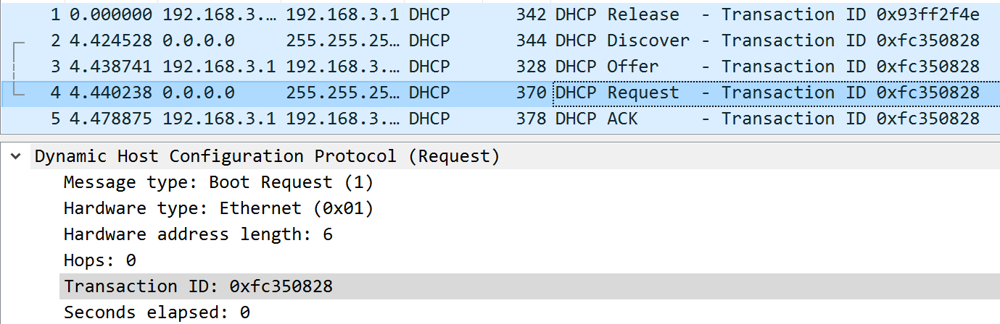 1 0.000000 192.168.3.… 192.168.3.1 DHCP 342 DHCP Release - Transaction ID 0x93ff2f4e
2 4.424528 0.0.0.0 255.255.25… DHCP 344 DHCP Discover - Transaction ID 0xfc350828
3 4.438741 192.168.3.1 192.168.3.… DHCP 328 DHCP Offer - Transaction ID 0xfc350828
4 4.440238 0.0.0.0 255.255.25… DHCP 370 DHCP Request - Transaction ID 0xfc350828
5 4.478875 192.168.3.1 192.168.3.… DHCP 378 DHCP ACK - Transaction ID 0xfc350828
Dynamic Host Configuration Protocol (Request)
Message type: Boot Request (1)
Hardware type: Ethernet (0x01)
Hardware address length: 6
Hops: 0
Transaction ID: 0xfc350828
Seconds elapsed: 0